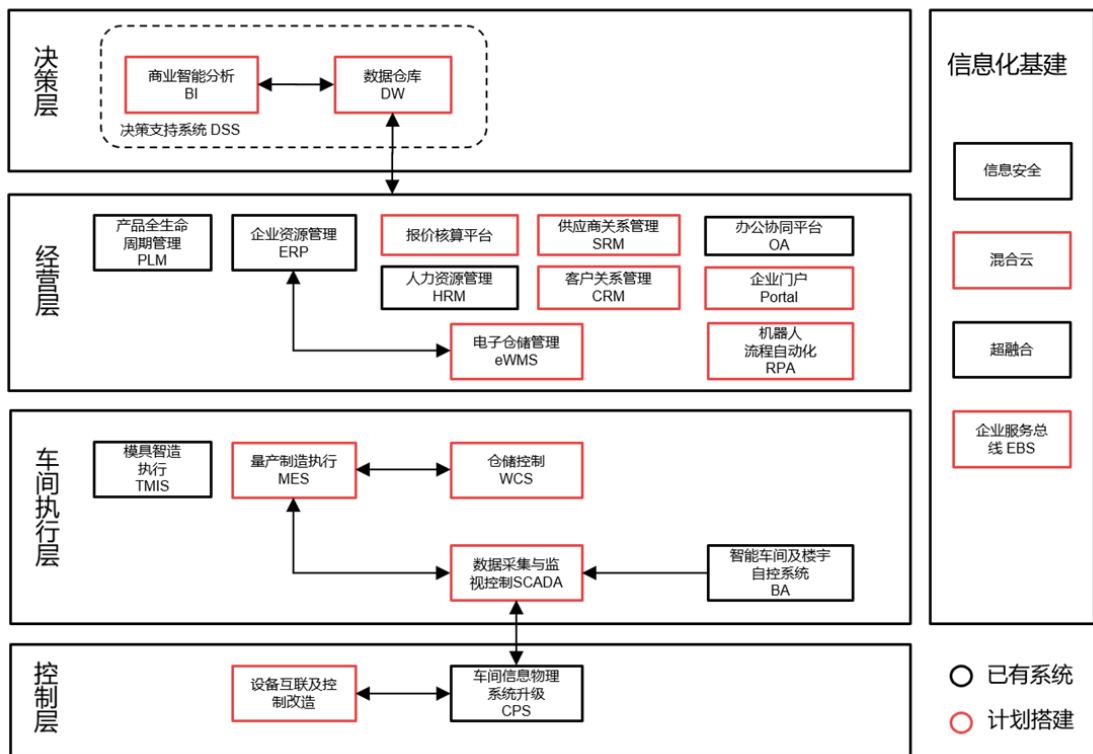 决策层
商业智能分析
BI
数据仓库
DW
决策支持系统 DSS
经营层
产品全生命
周期管理
PLM
企业资源管理
ERP
报价核算平台
供应商关系管理
SRM
办公协同平台
OA
人力资源管理
HRM
客户关系管理
CRM
企业门户
Portal
电子仓储管理
eWMS
机器人
流程自动化
RPA
车间执行层
模具智造
执行
TMIS
量产制造执行
MES
仓储控制
WCS
数据采集与监
视控制SCADA
智能车间及楼宇
自控系统
BA
控制层
设备互联及控
制改造
车间信息物理
系统升级
CPS
信息化基建
信息安全
混合云
超融合
企业服务总
线 EBS
已有系统
计划搭建